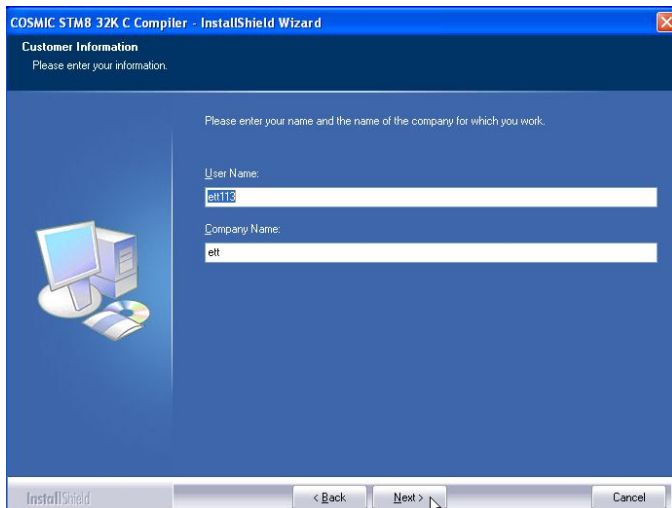 COSMIC STM8 32K C Compiler - InstallShield Wizard
Customer Information
Please enter your information.
Please enter your name and the name of the company for which you work.
User Name:
ett113
Company Name:
ett
InstallShield
< Back
Next >
Cancel